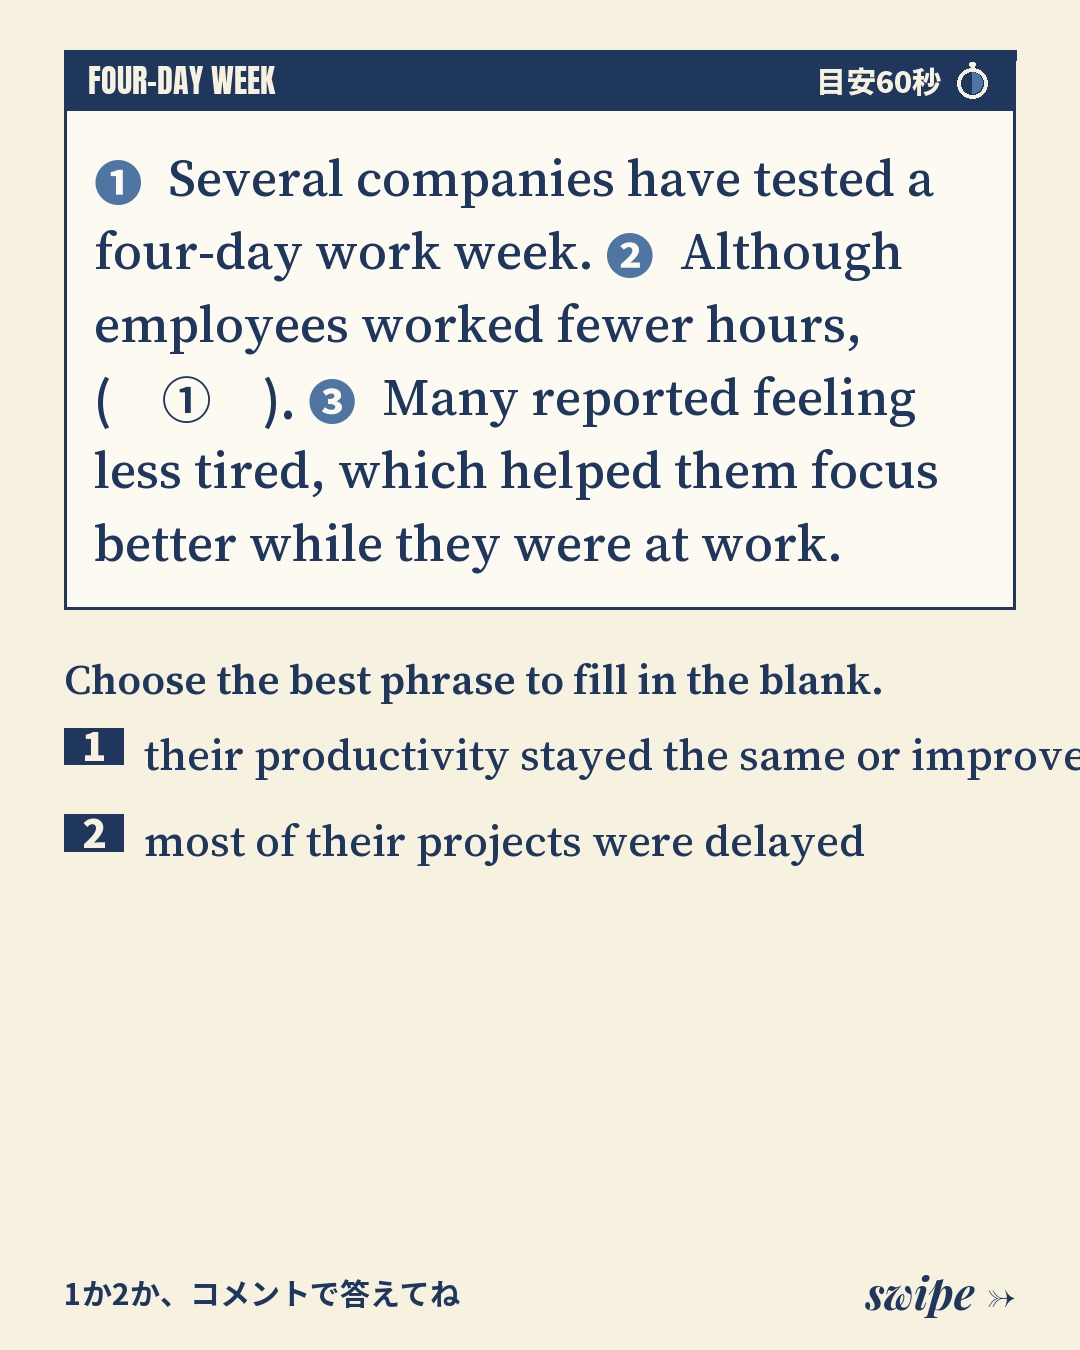 FOUR-DAY WEEK 目安60秒
❶ Several companies have tested a
four-day work week. ❷ Although
employees worked fewer hours,
( ① ). ❸ Many reported feeling
less tired, which helped them focus
better while they were at work.
Choose the best phrase to fill in the blank.
1 their productivity stayed the same or improve
2 most of their projects were delayed
1か2か、コメントで答えてね
swipe